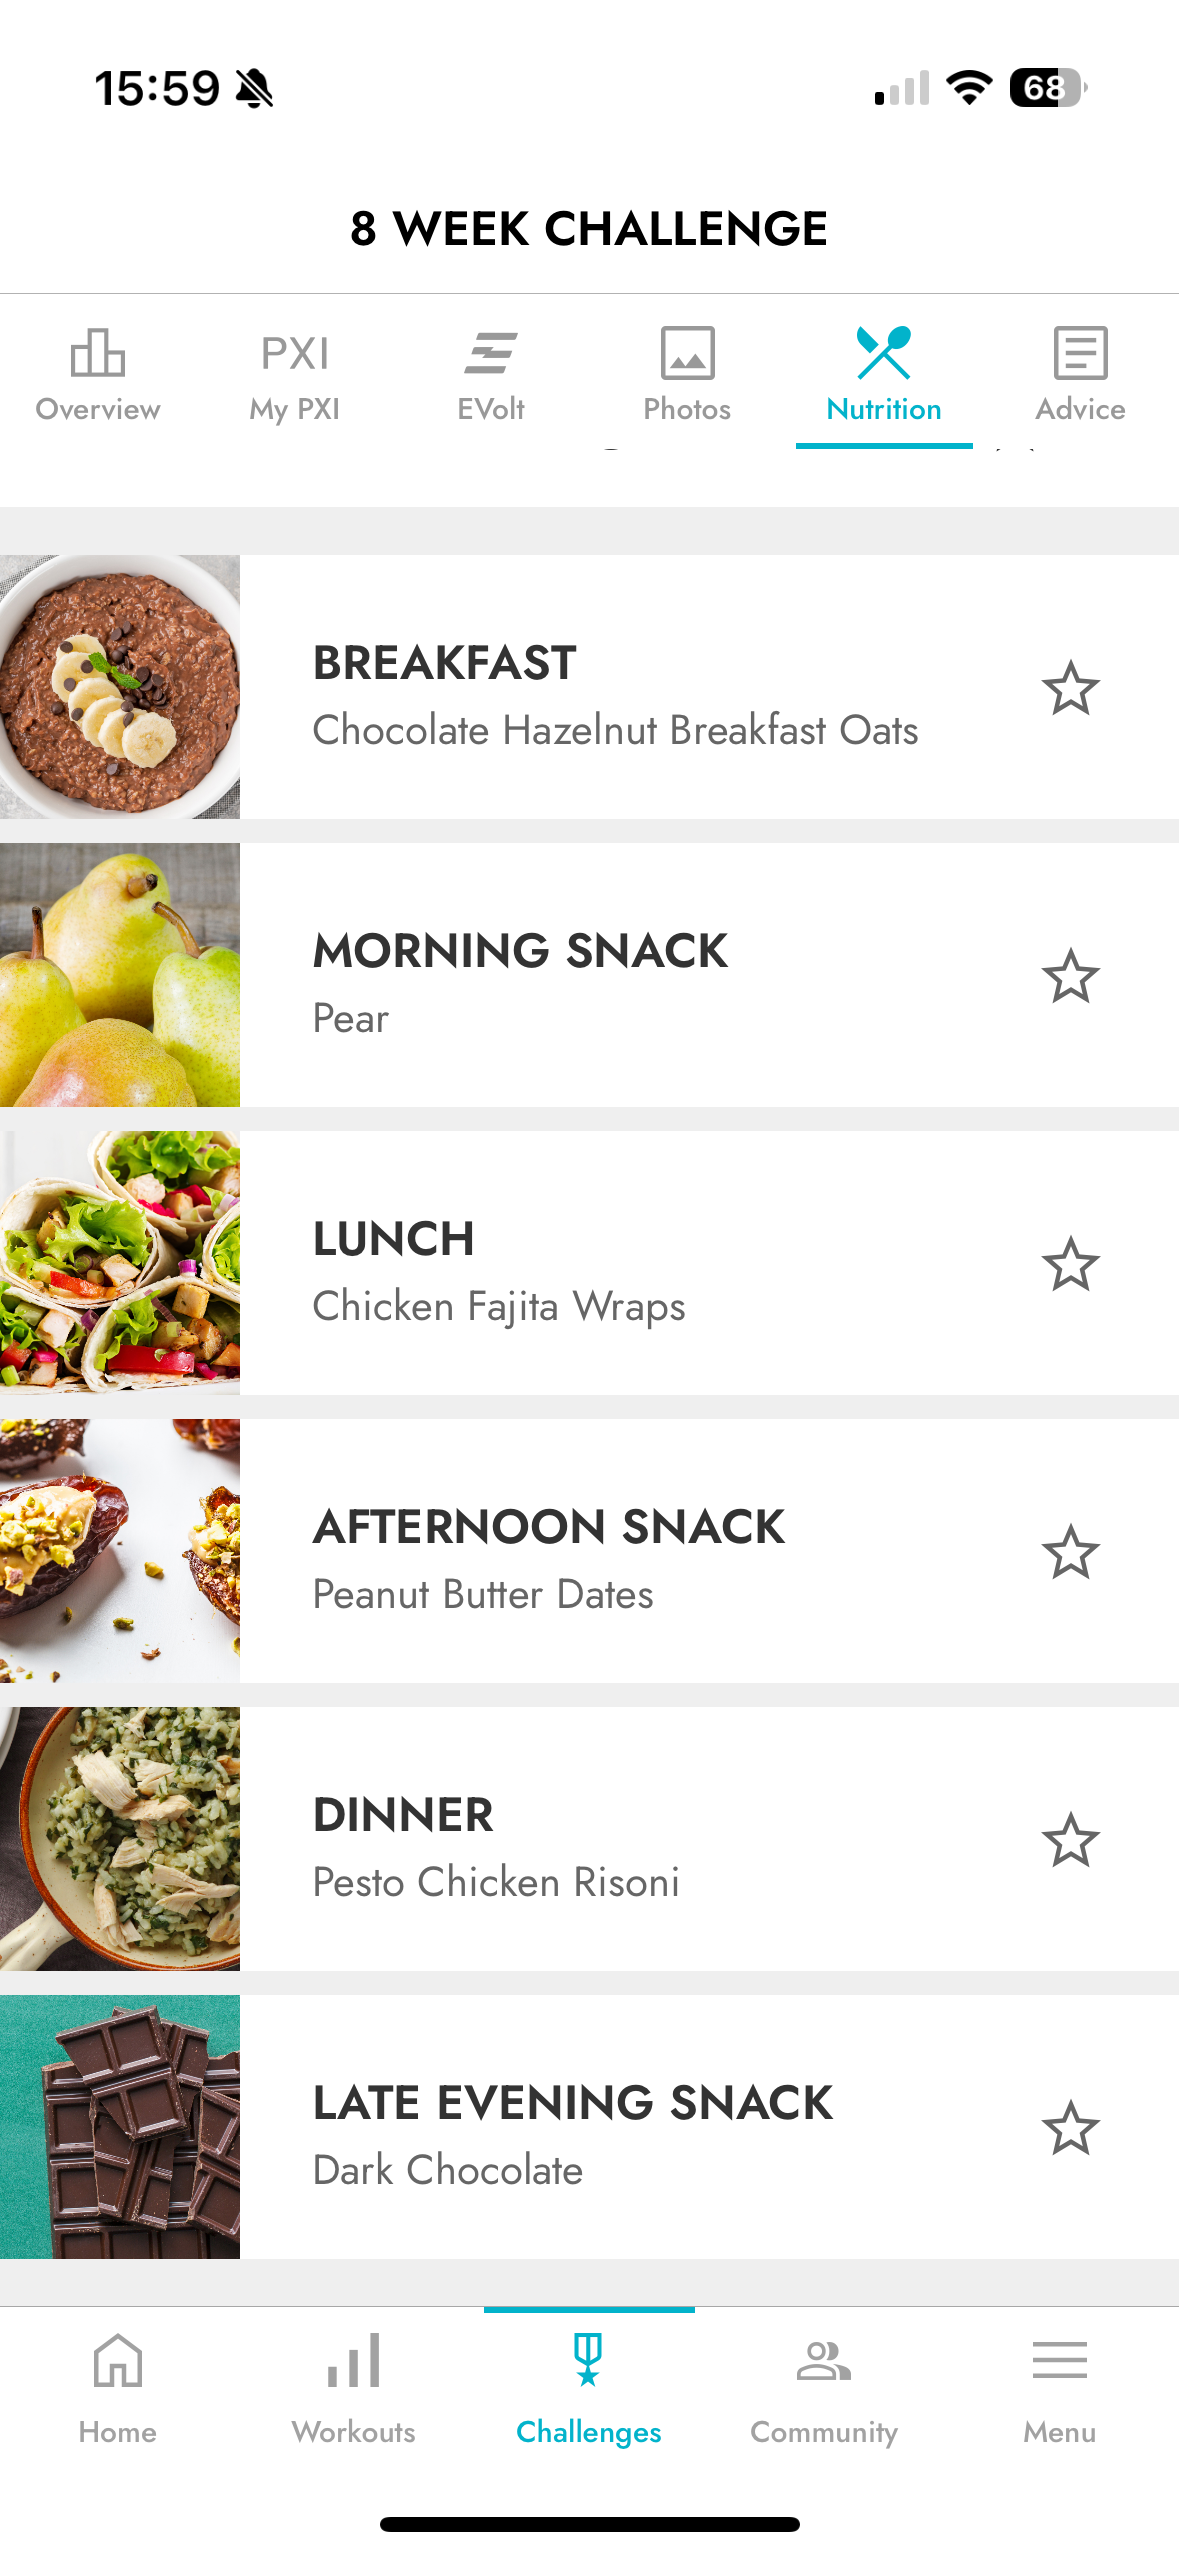 15:59
68
8 WEEK CHALLENGE
PXI
Overview
My PXI
EVolt
Photos
Nutrition
Advice
BREAKFAST
Chocolate Hazelnut Breakfast Oats
MORNING SNACK
Pear
LUNCH
Chicken Fajita Wraps
AFTERNOON SNACK
Peanut Butter Dates
DINNER
Pesto Chicken Risoni
LATE EVENING SNACK
Dark Chocolate
Home
Workouts
Challenges
Community
Menu